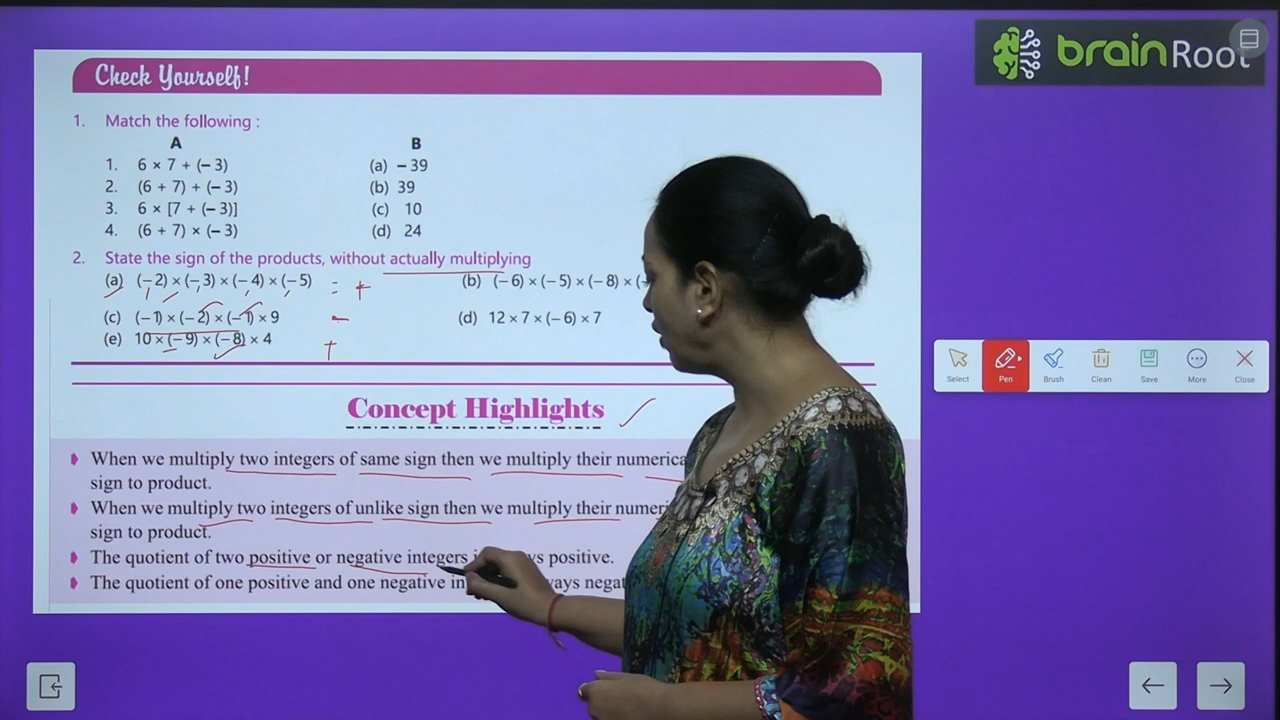 brainRoot
Check Yourself!
1. Match the following :
A B
1. 6 × 7 + (– 3) (a) – 39
2. (6 + 7) + (– 3) (b) 39
3. 6 × [7 + (– 3)] (c) 10
4. (6 + 7) × (– 3) (d) 24
2. State the sign of the products, without actually multiplying
(a) (– 2) × (– 3) × (– 4) × (– 5) = + (b) (– 6) × (– 5) × (– 8) × (–
(c) (– 1) × (– 2) × (– 1) × 9 – (d) 12 × 7 × (– 6) × 7
(e) 10 × (– 9) × (– 8) × 4 +
Select Pen Brush Clean Save More Close
Concept Highlights
When we multiply two integers of same sign then we multiply their
sign to product.
When we multiply two integers of unlike sign then we multiply their
sign to product.
The quotient of two positive or negative integers positive.
The quotient of one positive and one negative